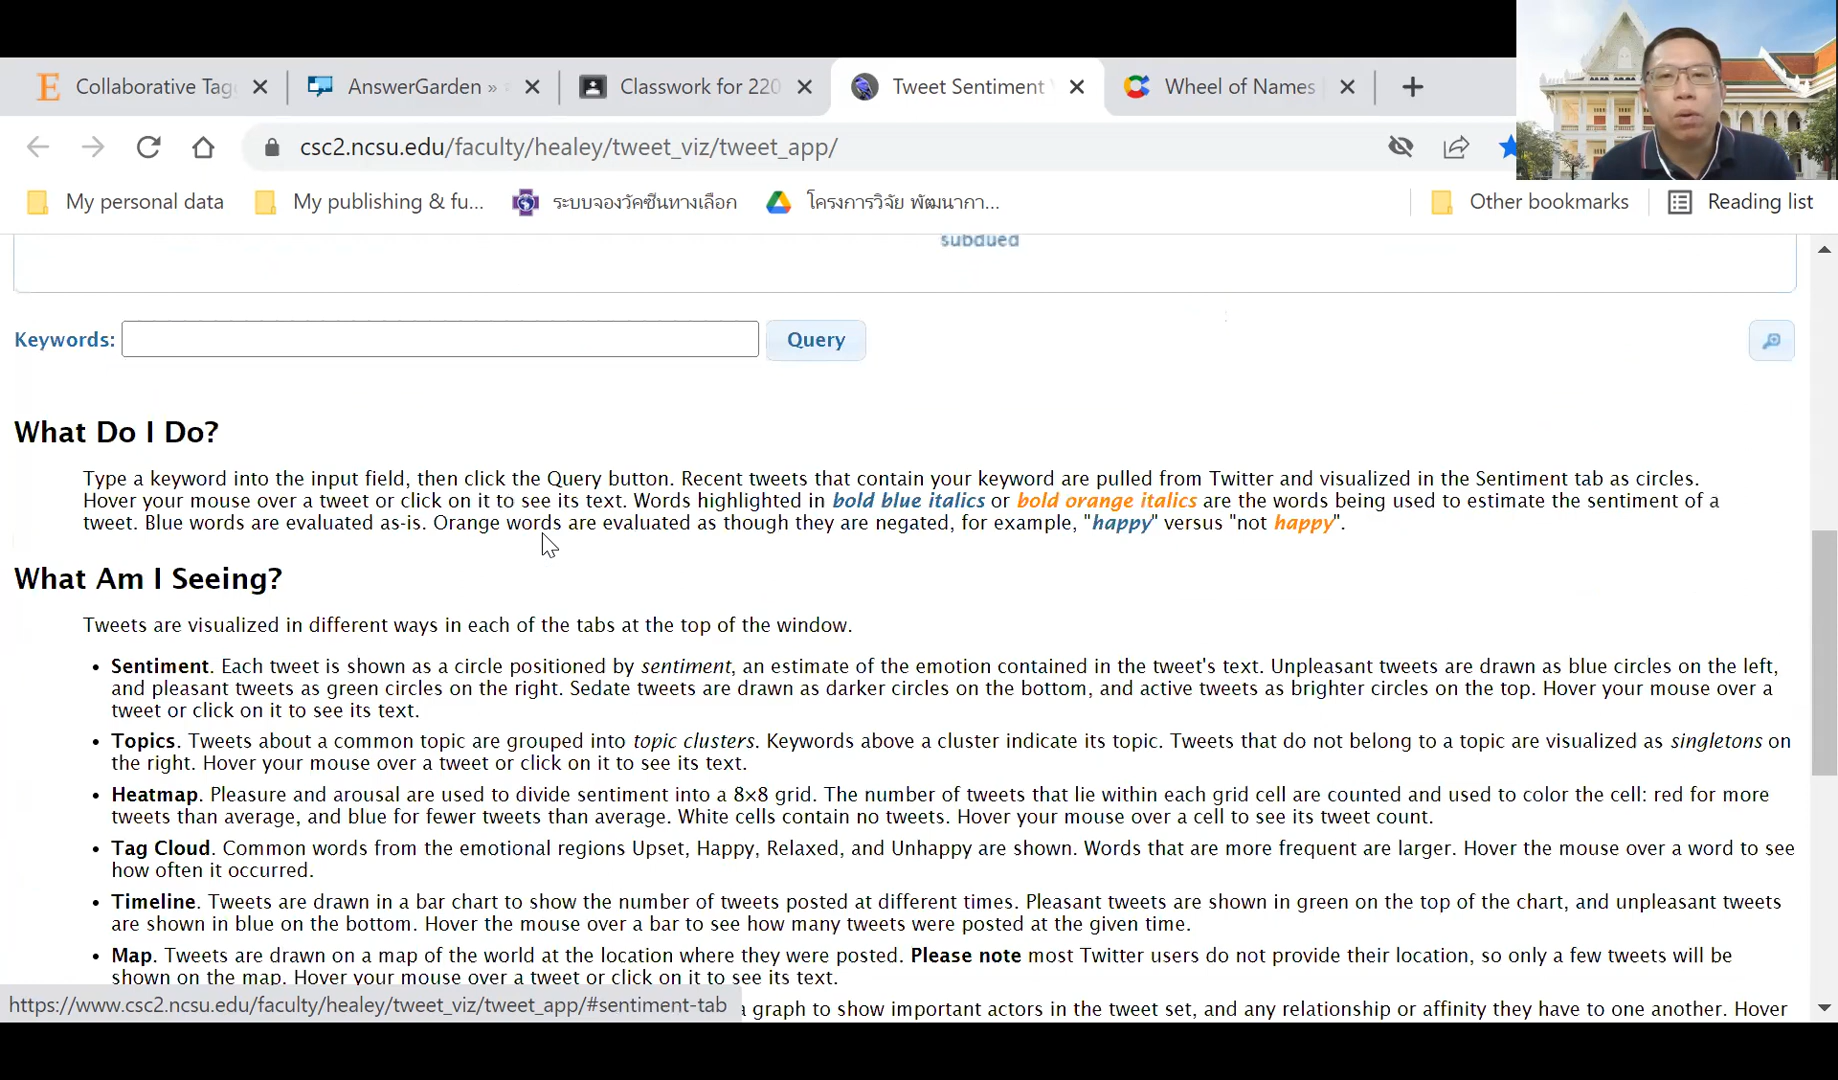 Collaborative Tag
AnswerGarden »
Classwork for 220
Tweet Sentiment
Wheel of Names
csc2.ncsu.edu/faculty/healey/tweet_viz/tweet_app/
My personal data
My publishing & fu...
ระบบจองวัคซีนทางเลือก
โครงการวิจัย พัฒนากา...
Other bookmarks
Reading list
subdued
Keywords:
Query
What Do I Do?
Type a keyword into the input field, then click the Query button. Recent tweets that contain your keyword are pulled from Twitter and visualized in the Sentiment tab as circles.
Hover your mouse over a tweet or click on it to see its text. Words highlighted in bold blue italics or bold orange italics are the words being used to estimate the sentiment of a
tweet. Blue words are evaluated as-is. Orange words are evaluated as though they are negated, for example, "happy" versus "not happy".
What Am I Seeing?
Tweets are visualized in different ways in each of the tabs at the top of the window.
• Sentiment. Each tweet is shown as a circle positioned by sentiment, an estimate of the emotion contained in the tweet's text. Unpleasant tweets are drawn as blue circles on the left,
and pleasant tweets as green circles on the right. Sedate tweets are drawn as darker circles on the bottom, and active tweets as brighter circles on the top. Hover your mouse over a
tweet or click on it to see its text.
• Topics. Tweets about a common topic are grouped into topic clusters. Keywords above a cluster indicate its topic. Tweets that do not belong to a topic are visualized as singletons on
the right. Hover your mouse over a tweet or click on it to see its text.
• Heatmap. Pleasure and arousal are used to divide sentiment into a 8×8 grid. The number of tweets that lie within each grid cell are counted and used to color the cell: red for more
tweets than average, and blue for fewer tweets than average. White cells contain no tweets. Hover your mouse over a cell to see its tweet count.
• Tag Cloud. Common words from the emotional regions Upset, Happy, Relaxed, and Unhappy are shown. Words that are more frequent are larger. Hover the mouse over a word to see
how often it occurred.
• Timeline. Tweets are drawn in a bar chart to show the number of tweets posted at different times. Pleasant tweets are shown in green on the top of the chart, and unpleasant tweets
are shown in blue on the bottom. Hover the mouse over a bar to see how many tweets were posted at the given time.
• Map. Tweets are drawn on a map of the world at the location where they were posted. Please note most Twitter users do not provide their location, so only a few tweets will be
shown on the map. Hover your mouse over a tweet or click on it to see its text.
https://www.csc2.ncsu.edu/faculty/healey/tweet_viz/tweet_app/#sentiment-tab
a graph to show important actors in the tweet set, and any relationship or affinity they have to one another. Hover